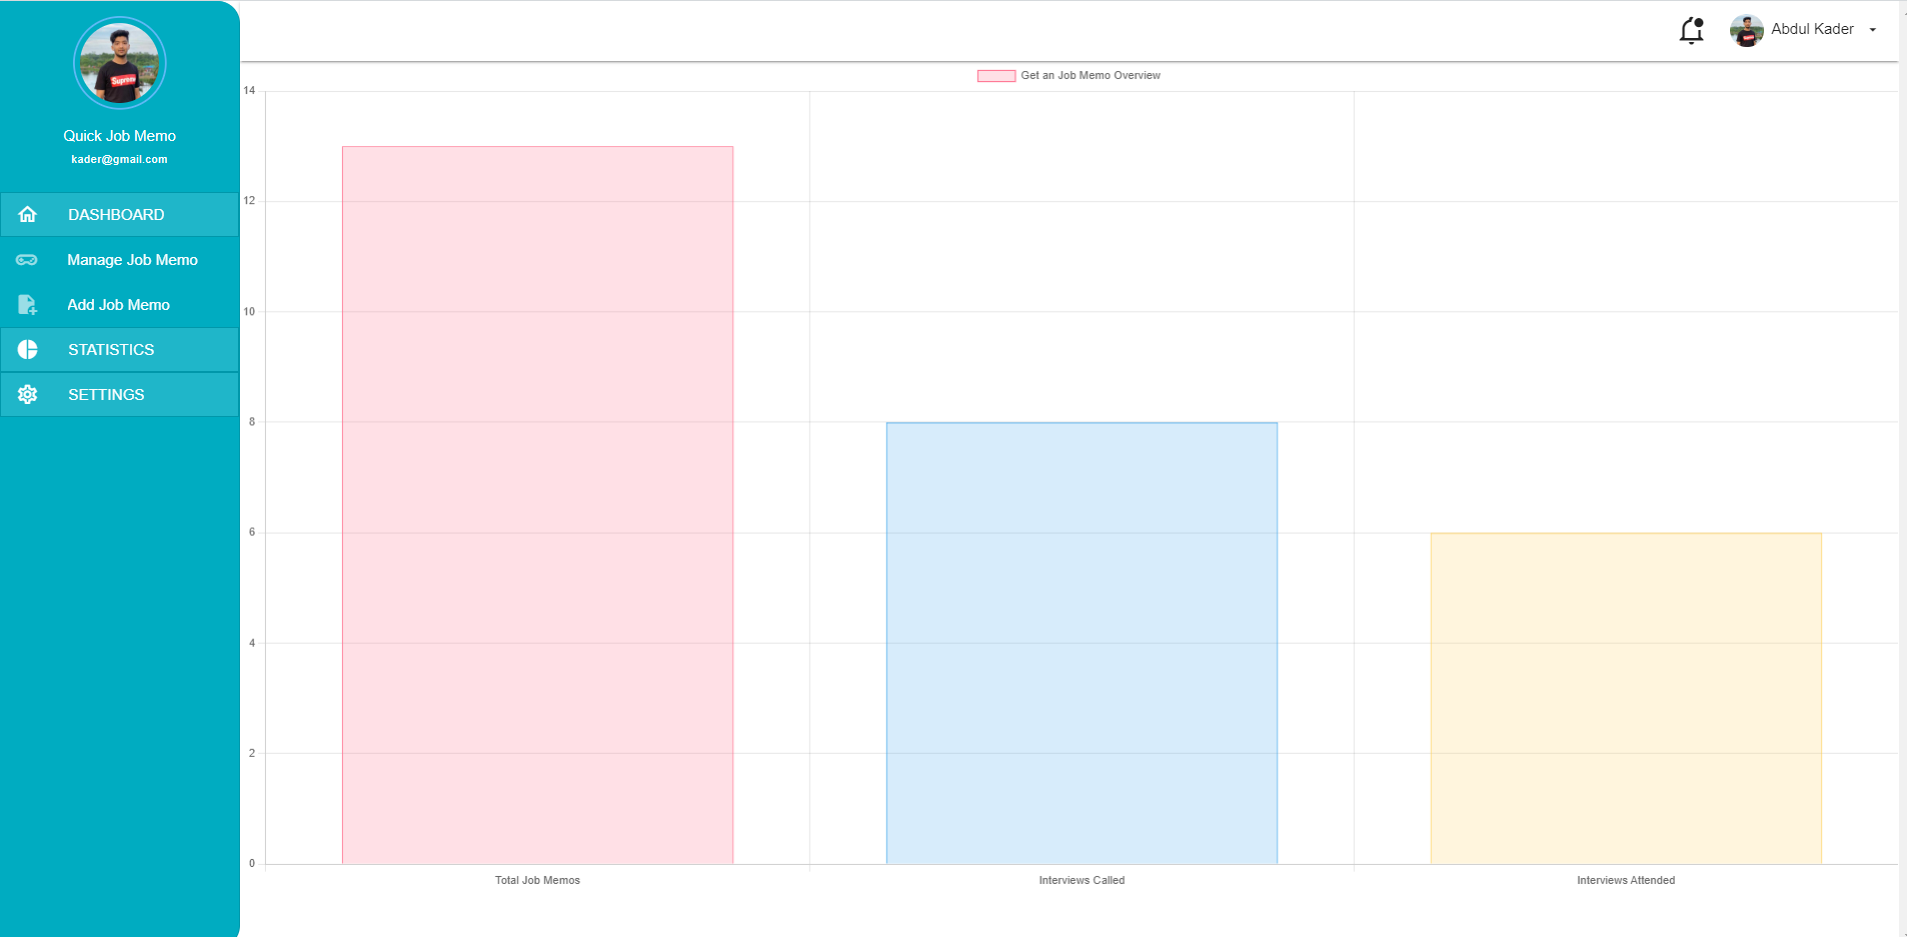 Supreme
Quick Job Memo
kader@gmail.com
DASHBOARD
Manage Job Memo
Add Job Memo
STATISTICS
SETTINGS
Abdul Kader
Get an Job Memo Overview
14
12
10
8
6
4
2
0
Total Job Memos
Interviews Called
Interviews Attended